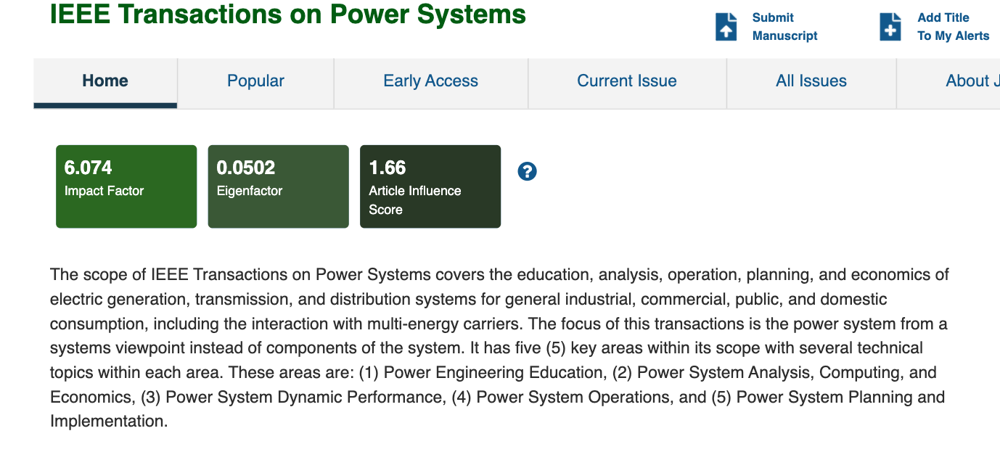 IEEE Transactions on Power Systems
Submit
Manuscript
Add Title
To My Alerts
Home
Popular
Early Access
Current Issue
All Issues
About J
6.074
Impact Factor
0.0502
Eigenfactor
1.66
Article Influence
Score
?
The scope of IEEE Transactions on Power Systems covers the education, analysis, operation, planning, and economics of
electric generation, transmission, and distribution systems for general industrial, commercial, public, and domestic
consumption, including the interaction with multi-energy carriers. The focus of this transactions is the power system from a
systems viewpoint instead of components of the system. It has five (5) key areas within its scope with several technical
topics within each area. These areas are: (1) Power Engineering Education, (2) Power System Analysis, Computing, and
Economics, (3) Power System Dynamic Performance, (4) Power System Operations, and (5) Power System Planning and
Implementation.